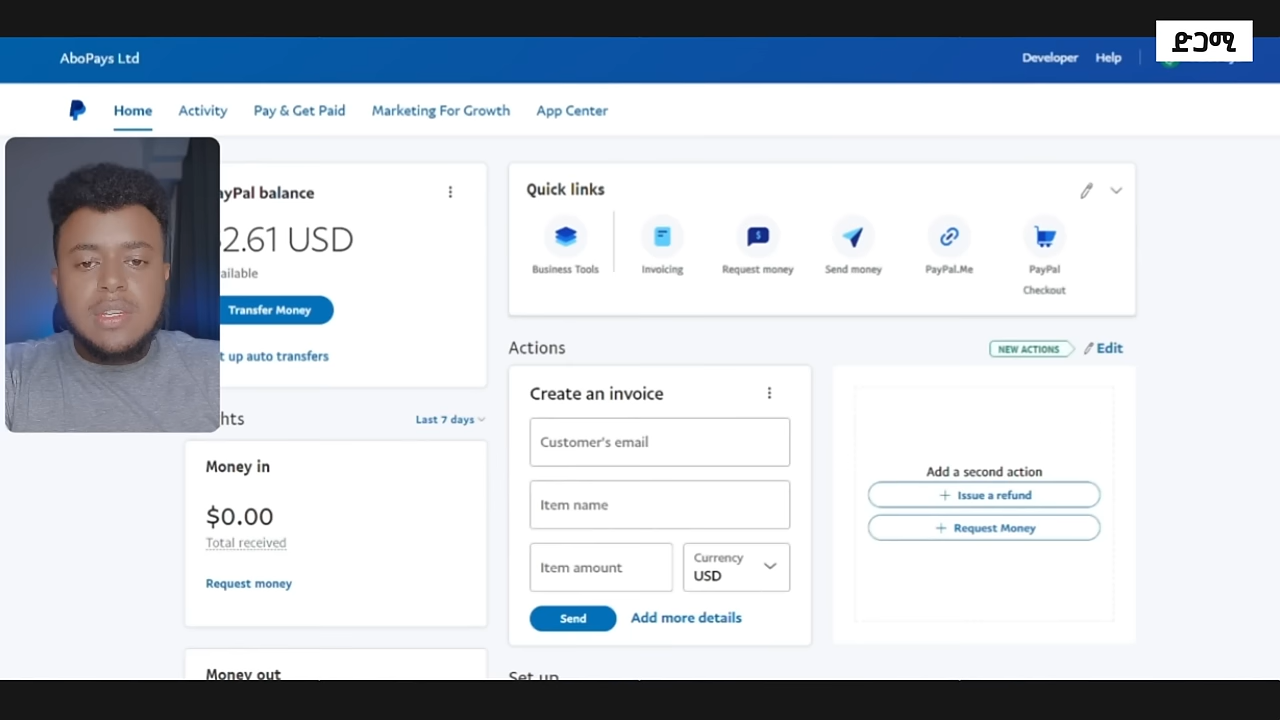 ድጋሚ
AboPays Ltd
Developer
Help
Home
Activity
Pay & Get Paid
Marketing For Growth
App Center
balance
2.61 USD
Transfer Money
up auto transfers
Last 7 days
Money in
$0.00
Total received
Request money
Money out
Quick links
Business Tools
Invoicing
Request money
Send money
PayPal.Me
PayPal
Checkout
Actions
NEW ACTIONS
Edit
Create an invoice
Customer's email
Item name
Item amount
Currency
USD
Send
Add more details
Add a second action
+ Issue a refund
+ Request Money
Set up